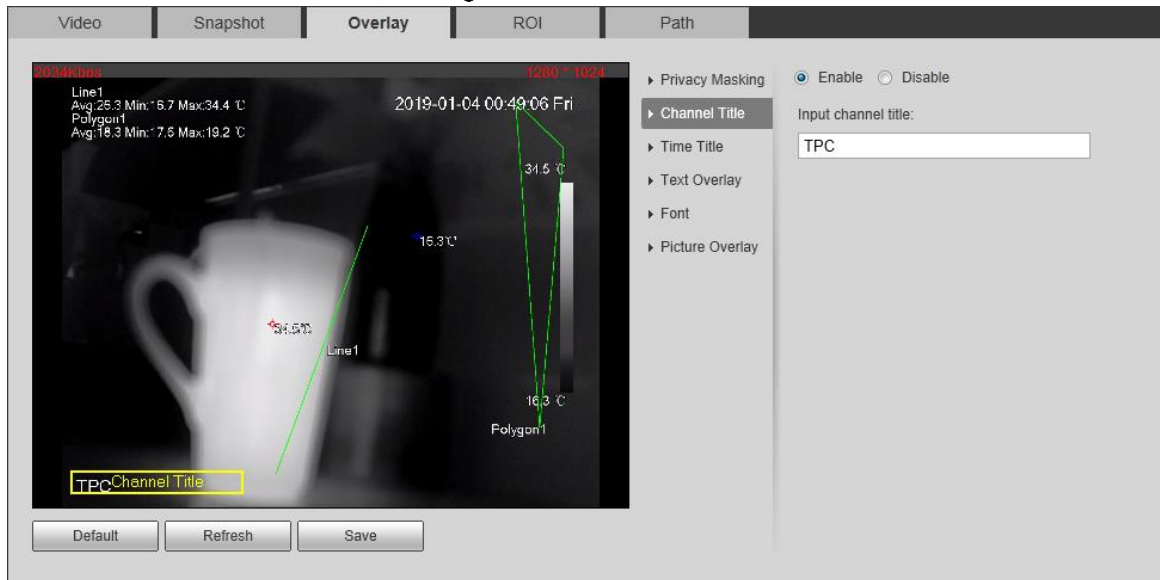 Video Snapshot Overlay ROI Path
2034Kbps 1280 * 1024
Line1
Avg:25.3 Min:16.7 Max:34.4 ℃
Polygon1
Avg:18.3 Min:17.5 Max:19.2 ℃
2019-01-04 00:49:06 Fri
34.5 ℃
16.3℃
34.5℃
Line1
16.3 ℃
Polygon1
TPC Channel Title
Default Refresh Save
Privacy Masking
Channel Title
Time Title
Text Overlay
Font
Picture Overlay
Enable Disable
Input channel title:
TPC